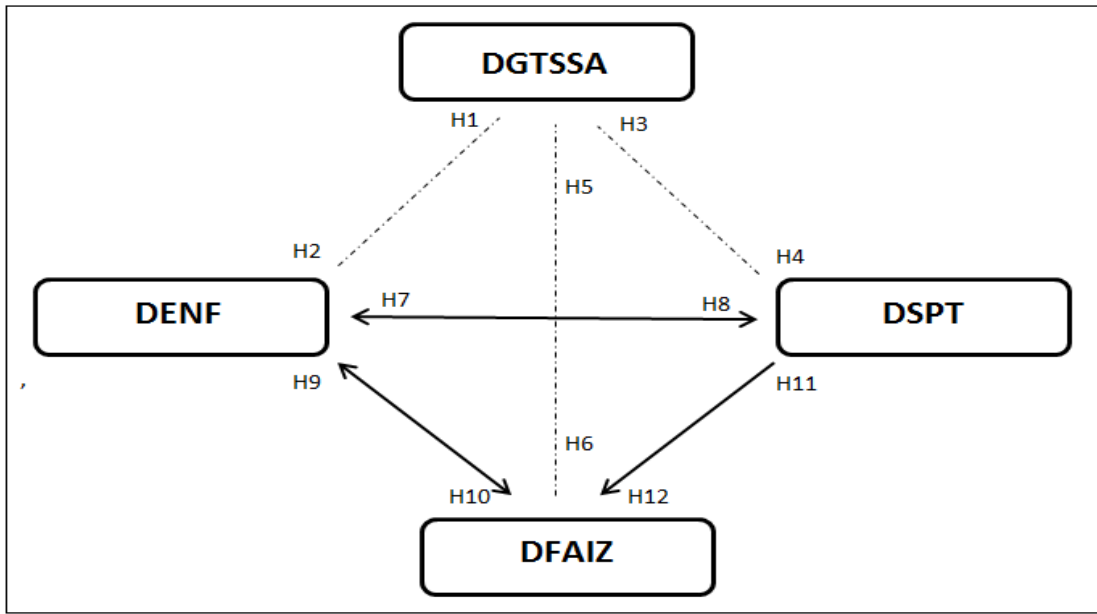 DGTSSA
H1
H3
H5
H2
H4
DENF
H7
H8
DSPT
,
H9
H11
H6
H10
H12
DFAIZ